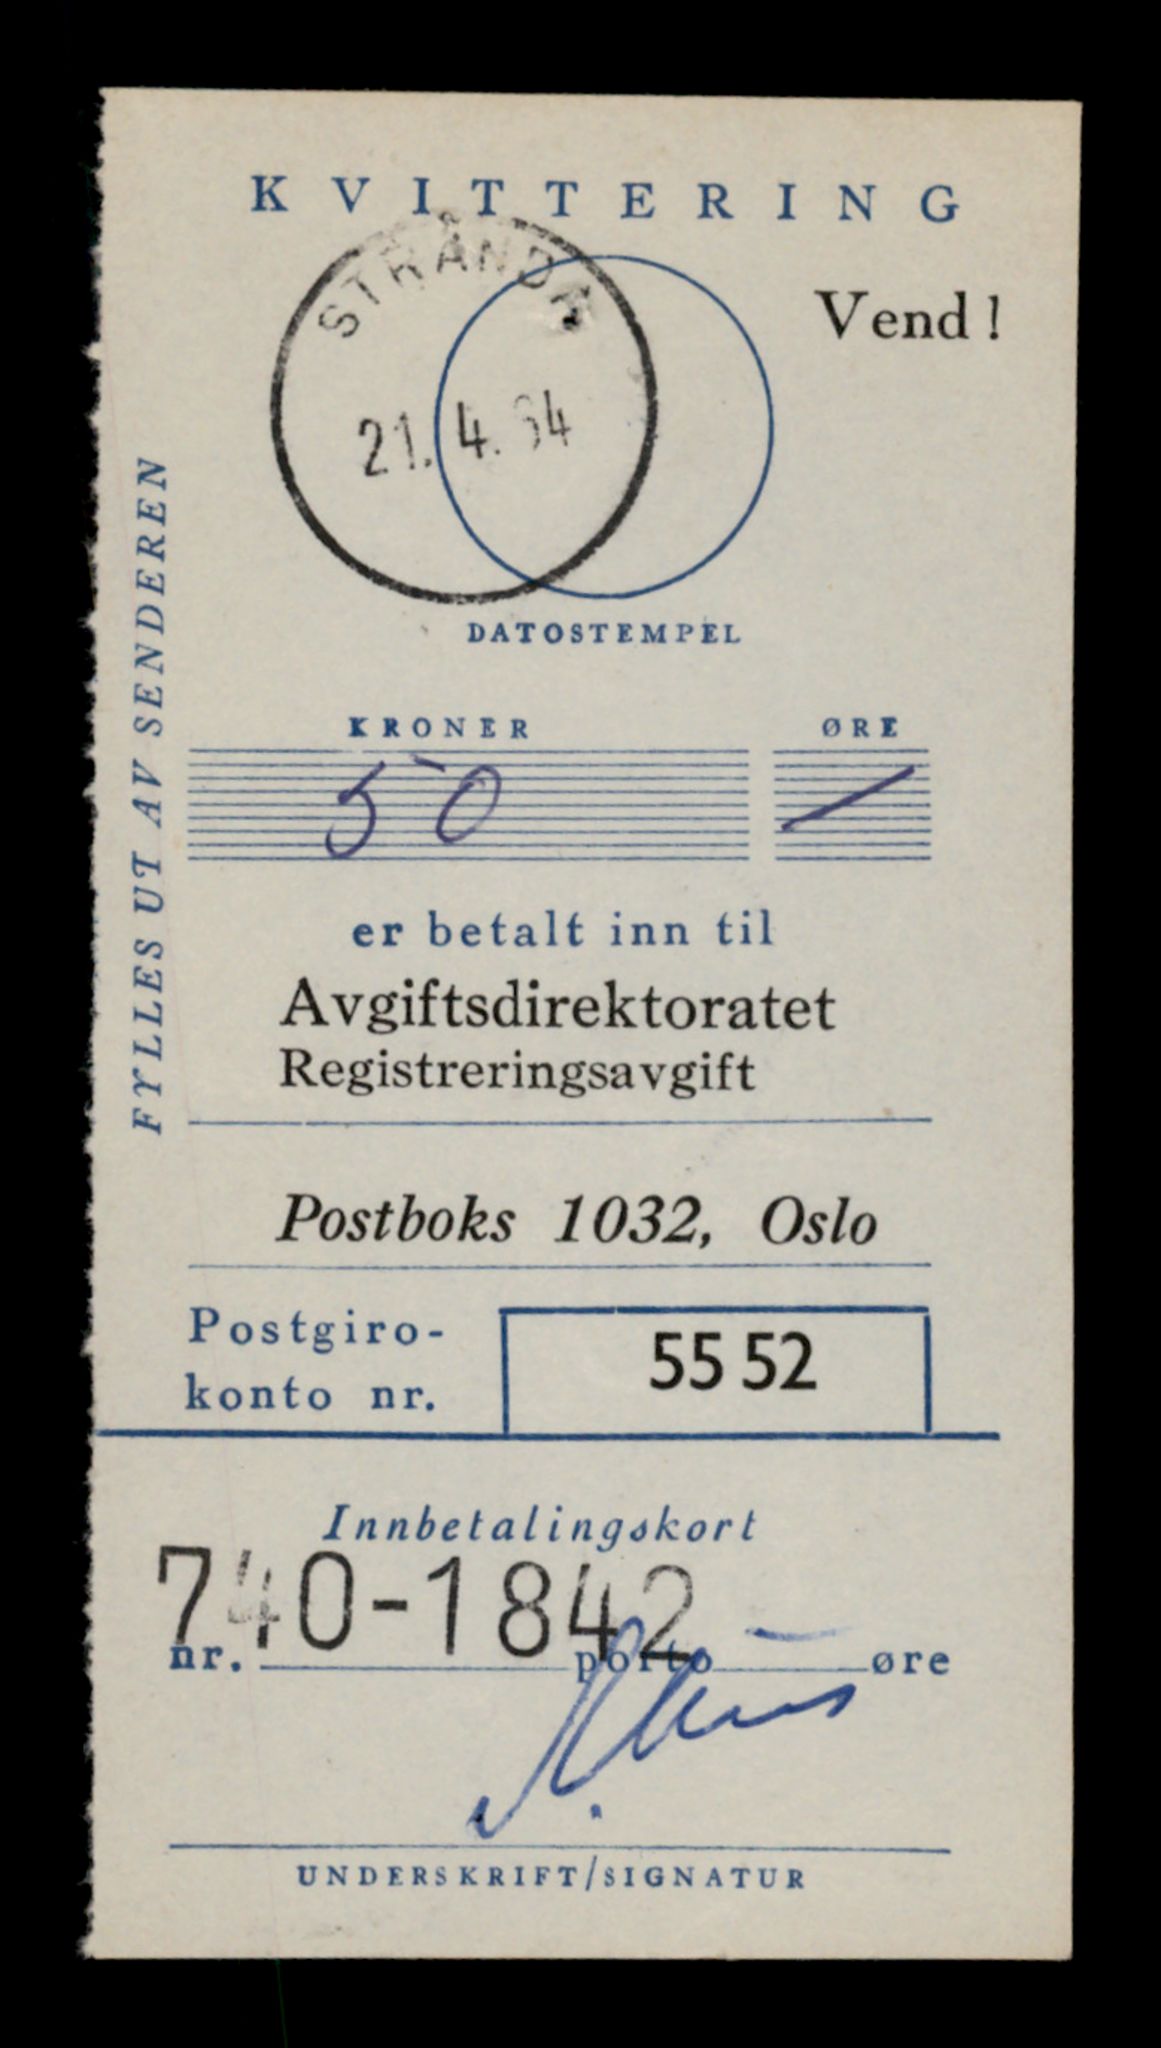 KVITTERING
Vend!
STRANDA
21. 4. 64
DATOSTEMPEL
FYLLES UT AV SENDEREN
KRONER ØRE
50 —
er betalt inn til
Avgiftsdirektoratet
Registreringsavgift
Postboks 1032, Oslo
Postgiro-
konto nr.
55 52
Innbetalingskort
740-1842
nr. porto — øre
UNDERSKRIFT/SIGNATUR